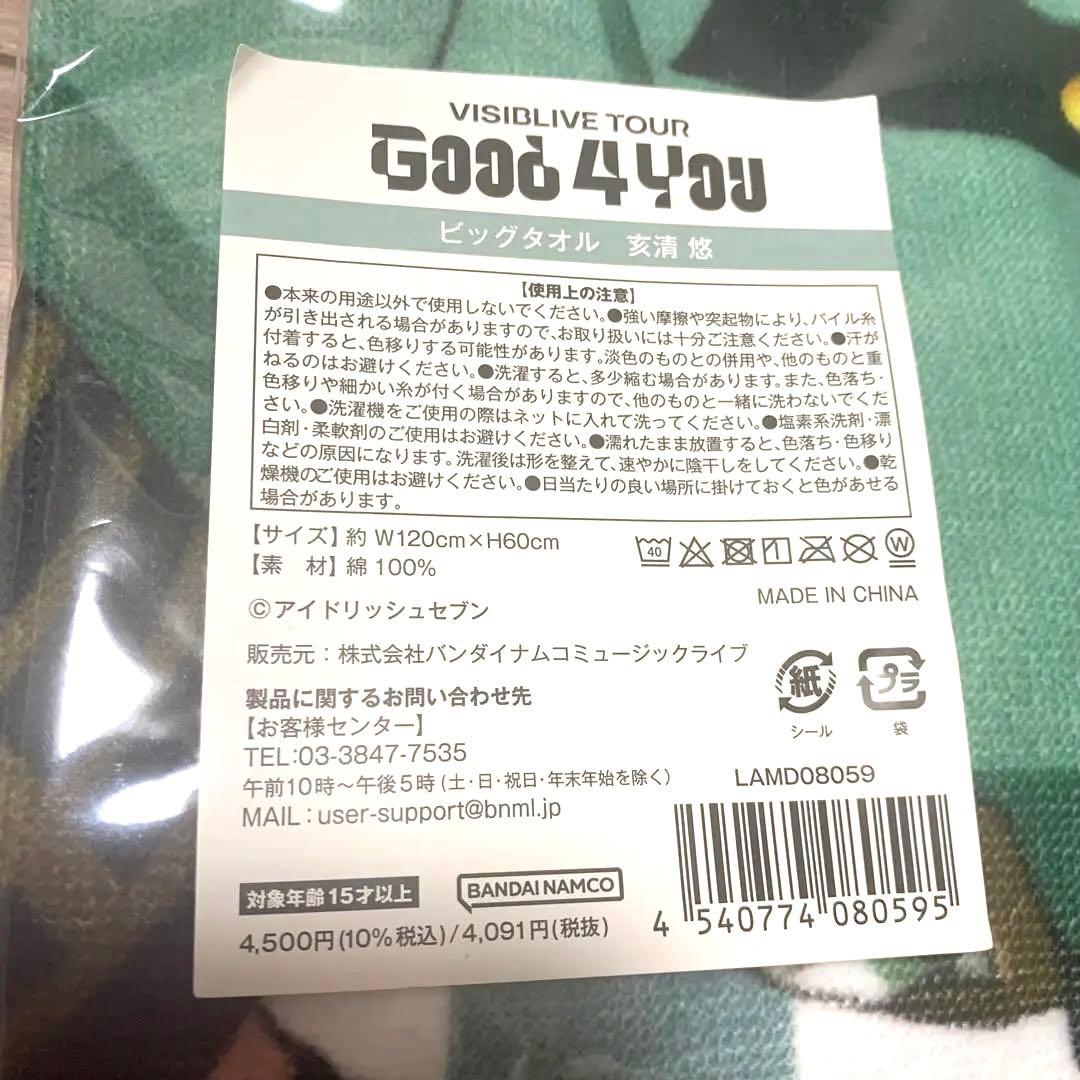 VISIBLIVE TOUR
Good 4 You
ビッグタオル 亥清 悠
【使用上の注意】
●本来の用途以外で使用しないでください。●強い摩擦や突起物により、パイル糸
が引き出される場合がありますので、お取り扱いには十分ご注意ください。●汗が
付着すると、色移りする可能性があります。淡色のものとの併用や、他のものと重
ねるのはお避けください。●洗濯すると、多少縮む場合があります。また、色落ち・
色移りや細かい糸が付く場合がありますので、他のものと一緒に洗わないでくだ
さい。●洗濯機をご使用の際はネットに入れて洗ってください。●塩素系洗剤・漂
白剤・柔軟剤のご使用はお避けください。●濡れたまま放置すると、色落ち・色移り
などの原因になります。洗濯後は形を整えて、速やかに陰干しをしてください。●乾
燥機のご使用はお避けください。●日当たりの良い場所に掛けておくと色があせる
場合があります。
【サイズ】約 W120cm×H60cm
【素 材】綿 100%
40
W
MADE IN CHINA
©アイドリッシュセブン
販売元：株式会社バンダイナムコミュージックライブ
製品に関するお問い合わせ先
【お客様センター】
TEL:03-3847-7535
午前10時～午後5時(土・日・祝日・年末年始を除く)
MAIL：user-support@bnml.jp
紙
シール
プラ
袋
LAMD08059
対象年齢15才以上
BANDAI NAMCO
4,500円(10%税込)/4,091円(税抜)
4 540774 080595